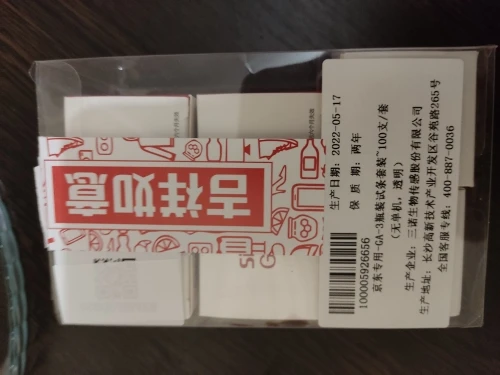 吉祥如意
生产日期: 2022-05-17
保 质 期: 两年
100005926656
京东专用-GA-3瓶装试条套装~100支/套
(无单机,透明)
生产企业: 三诺生物传感股份有限公司
生产地址: 长沙高新技术产业开发区谷苑路265号
全国客服专线: 400-887-0036